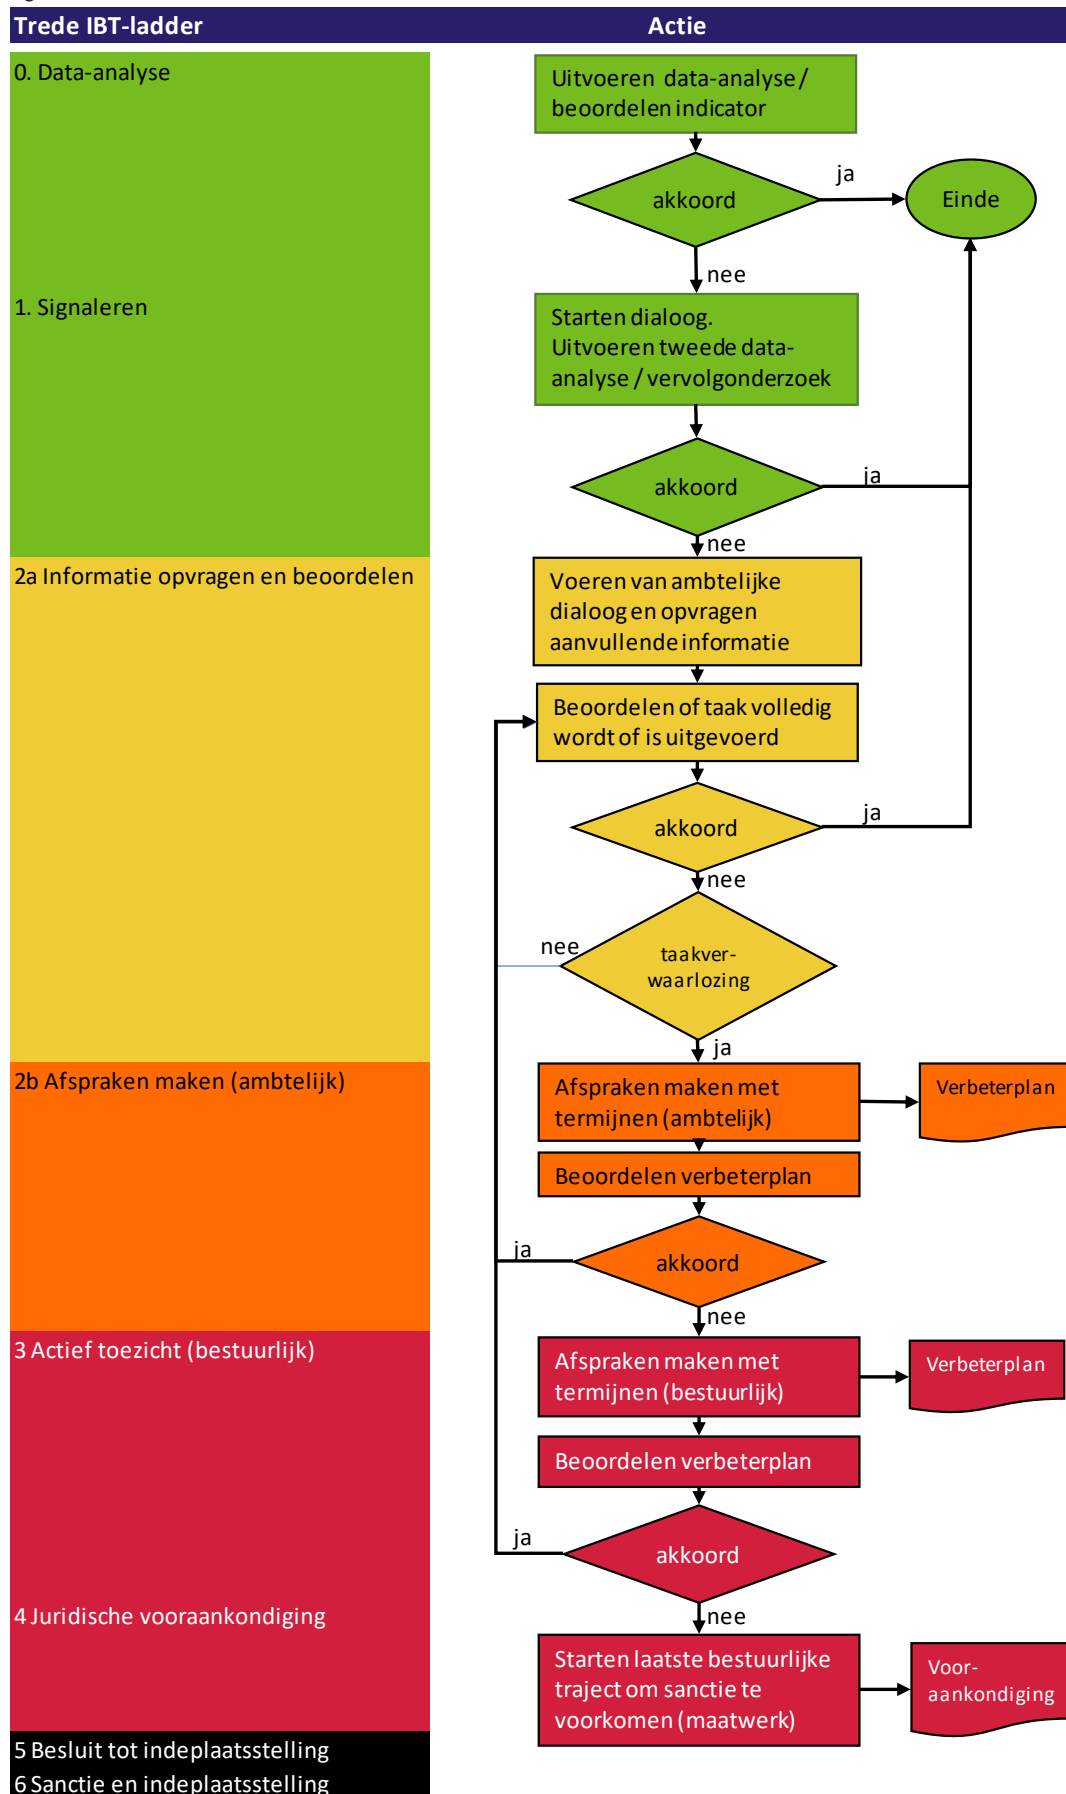 Trede IBT-ladder
Actie
0. Data-analyse
Uitvoeren data-analyse /
beoordelen indicator
akkoord
ja
Einde
nee
1. Signaleren
Starten dialoog.
Uitvoeren tweede data-
analyse / vervolgonderzoek
akkoord
ja
nee
2a Informatie opvragen en beoordelen
Voeren van ambtelijke
dialoog en opvragen
aanvullende informatie
Beoordelen of taak volledig
wordt of is uitgevoerd
akkoord
ja
nee
nee
taakver-
waarlozing
ja
2b Afspraken maken (ambtelijk)
Afspraken maken met
termijnen (ambtelijk)
Verbeterplan
Beoordelen verbeterplan
ja
akkoord
nee
3 Actief toezicht (bestuurlijk)
Afspraken maken met
termijnen (bestuurlijk)
Verbeterplan
Beoordelen verbeterplan
ja
akkoord
nee
4 Juridische vooraankondiging
Starten laatste bestuurlijke
traject om sanctie te
voorkomen (maatwerk)
Voor-
aankondiging
5 Besluit tot indeplaatsstelling
6 Sanctie en indeplaatsstelling